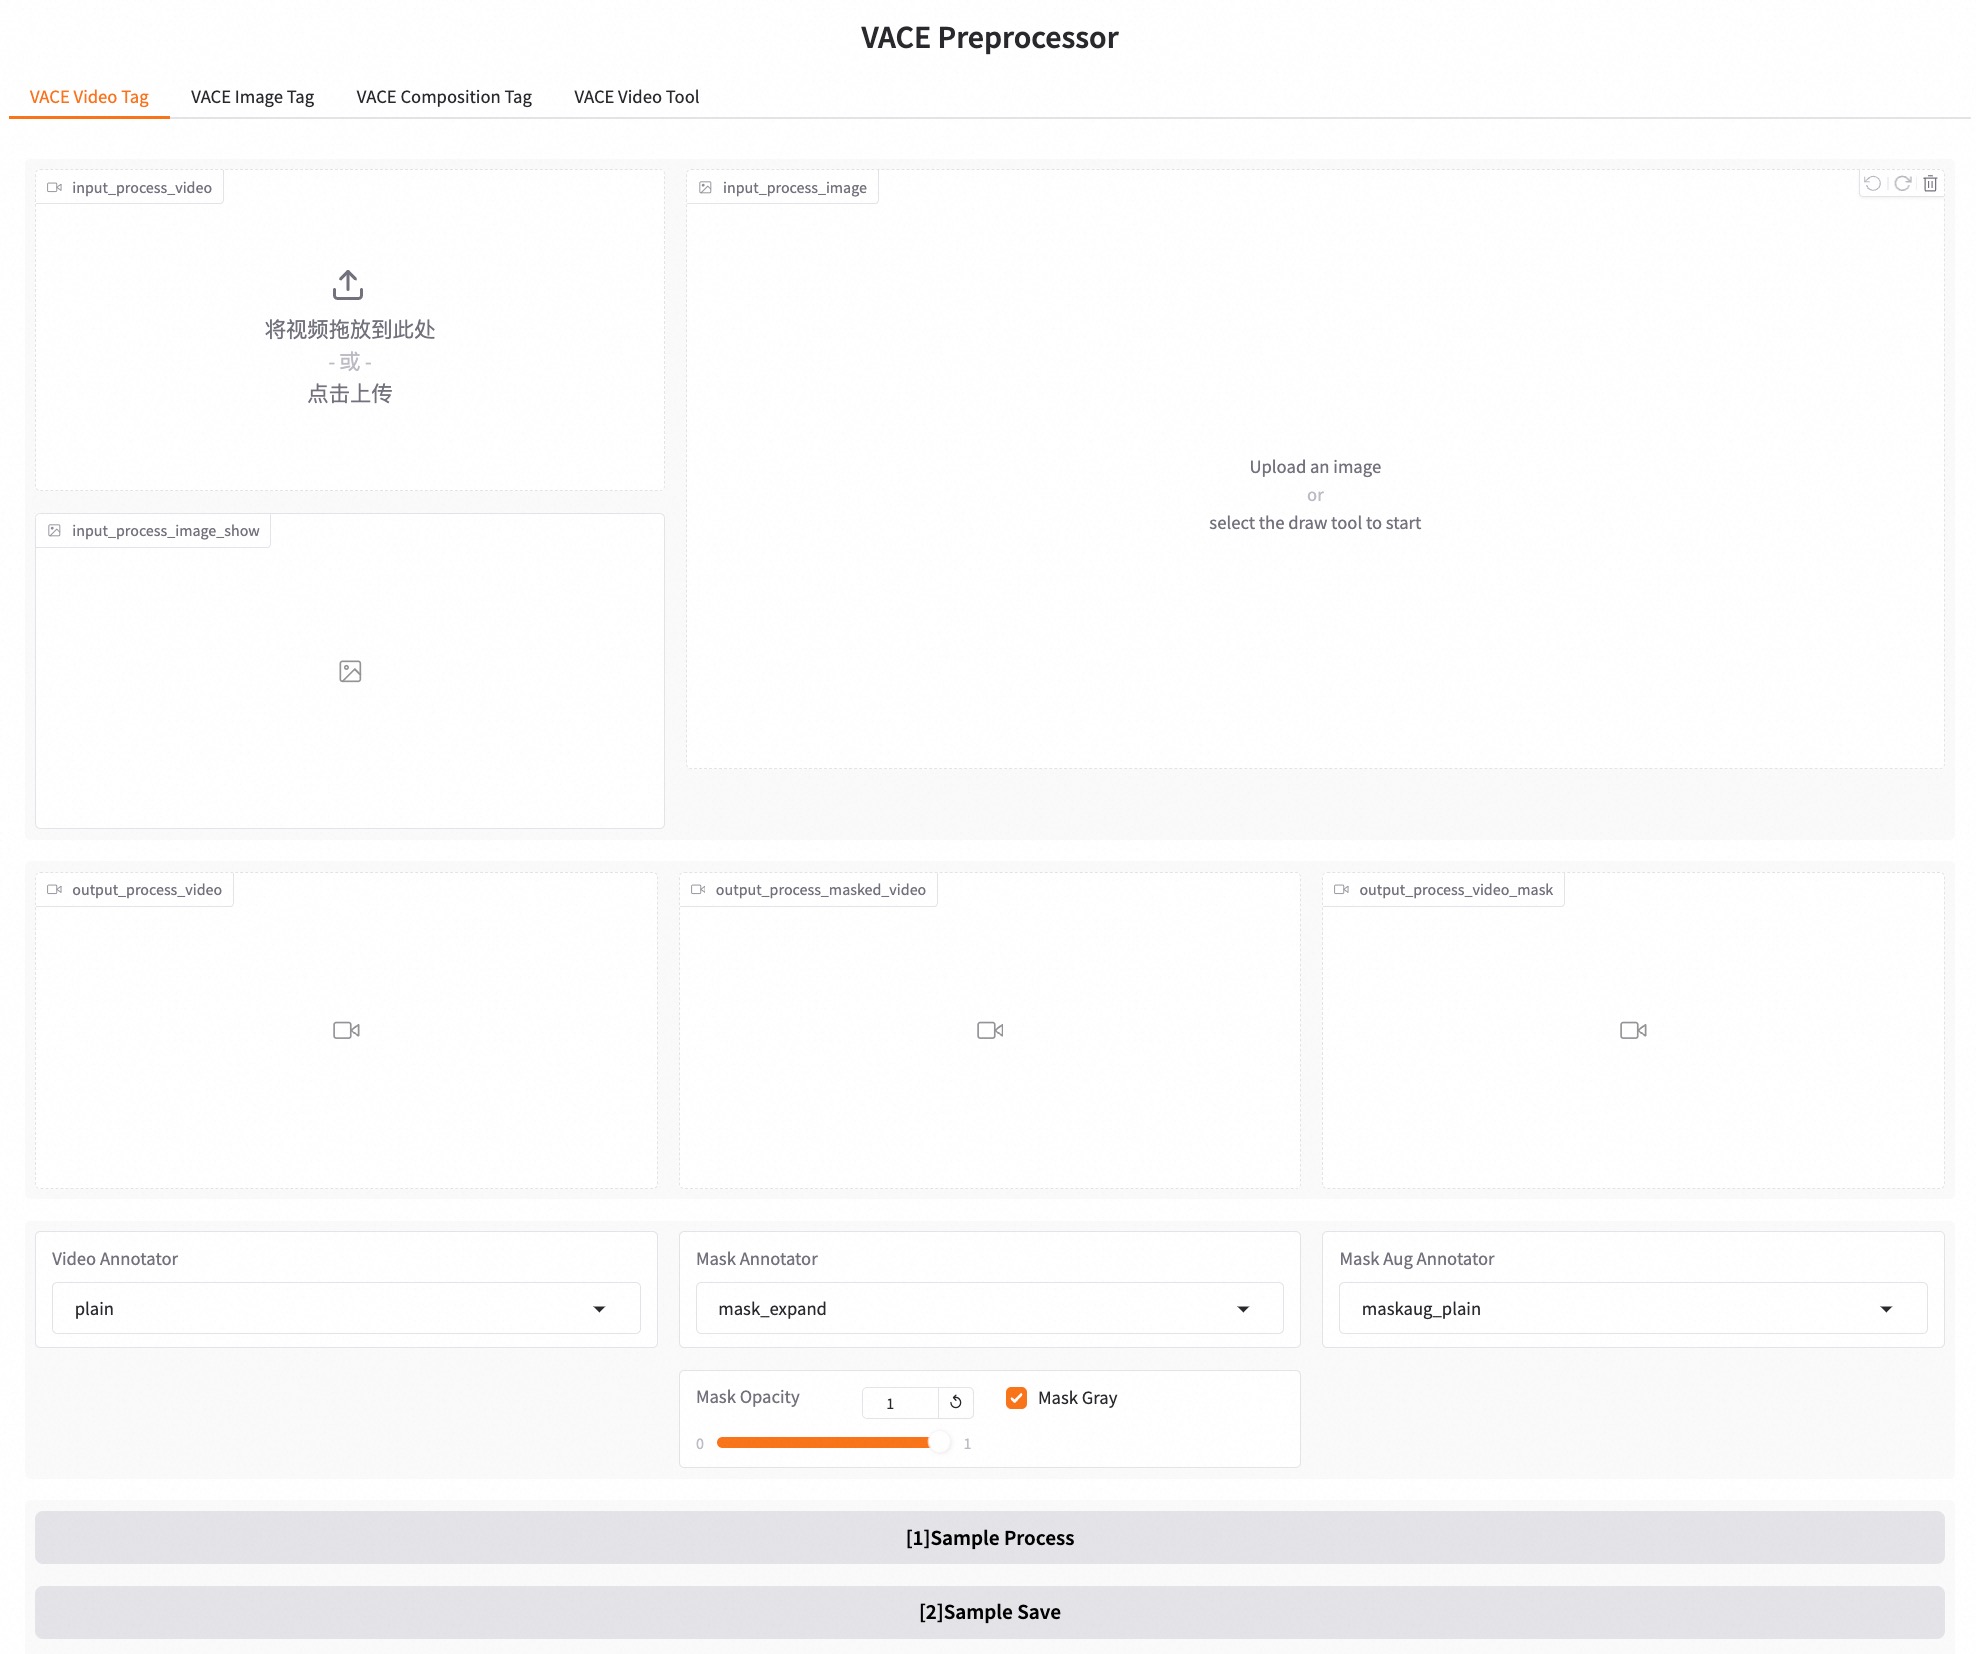 VACE Preprocessor
VACE Video Tag
VACE Image Tag
VACE Composition Tag
VACE Video Tool
input_process_video
将视频拖放到此处
- 或 -
点击上传
input_process_image
Upload an image
or
select the draw tool to start
input_process_image_show
output_process_video
output_process_masked_video
output_process_video_mask
Video Annotator
plain
Mask Annotator
mask_expand
Mask Aug Annotator
maskaug_plain
Mask Opacity
1
Mask Gray
0
1
[1]Sample Process
[2]Sample Save